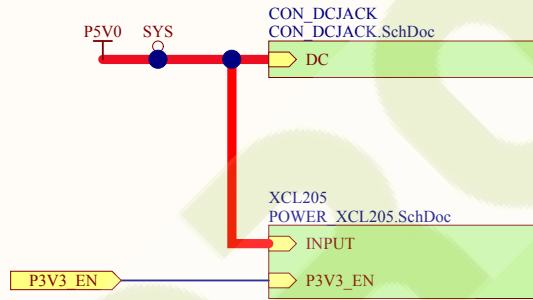 CON_DCJACK
P5V0 SYS CON_DCJACK.SchDoc
DC
XCL205
POWER_XCL205.SchDoc
INPUT
P3V3_EN P3V3_EN